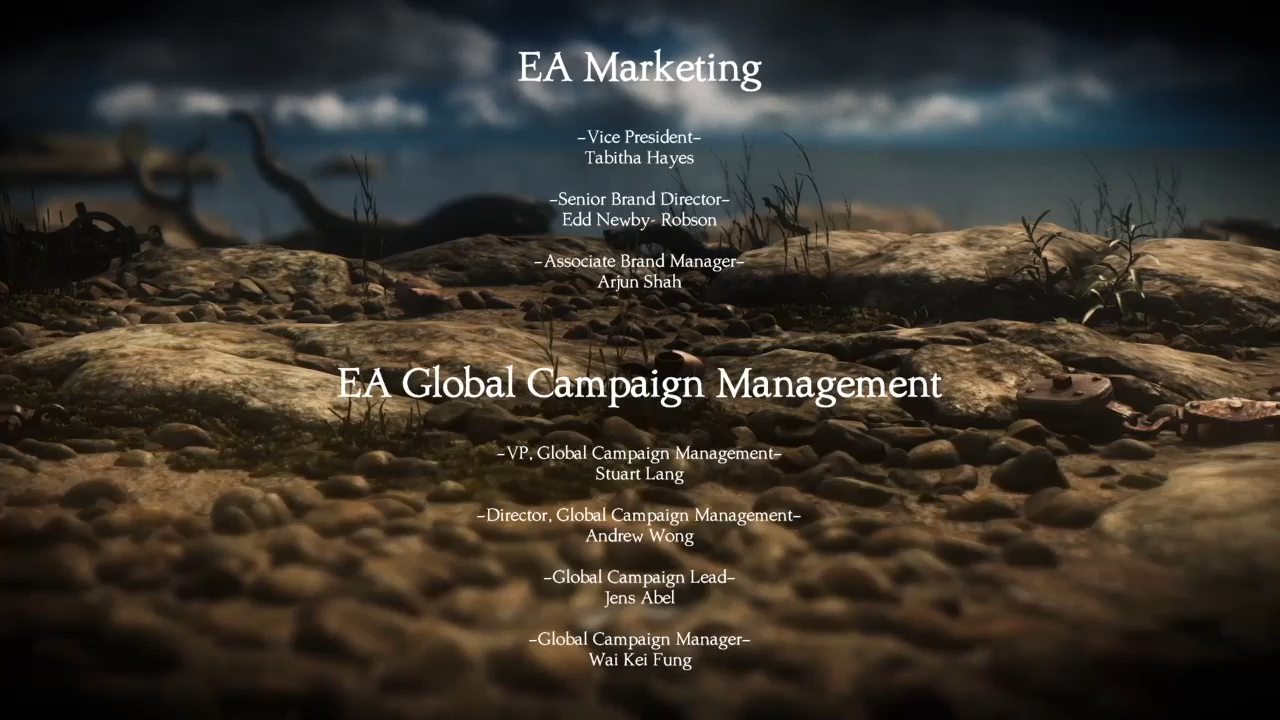 EA Marketing
-Vice President-
Tabitha Hayes
-Senior Brand Director-
Edd Newby- Robson
-Associate Brand Manager-
Arjun Shah
EA Global Campaign Management
-VP, Global Campaign Management-
Stuart Lang
-Director, Global Campaign Management-
Andrew Wong
-Global Campaign Lead-
Jens Abel
-Global Campaign Manager-
Wai Kei Fung